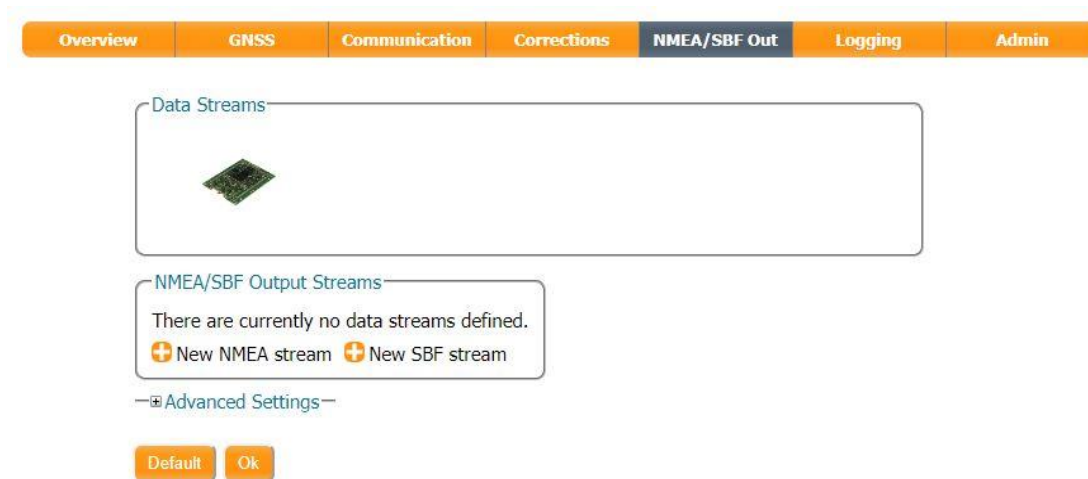 Overview GNSS Communication Corrections NMEA/SBF Out Logging Admin
Data Streams
NMEA/SBF Output Streams
There are currently no data streams defined.
New NMEA stream New SBF stream
Advanced Settings
Default Ok